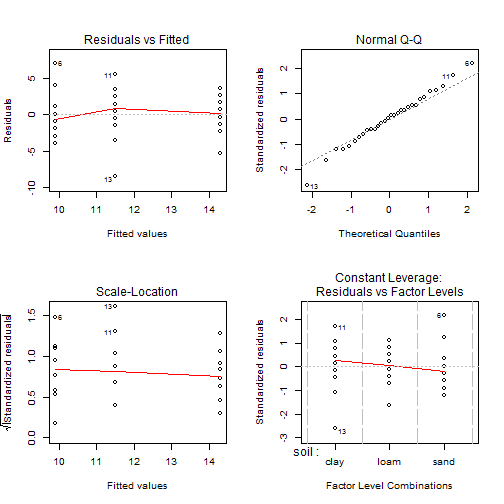 Residuals vs Fitted
Residuals
5
0
-5
-10
6
11
13
10 11 12 13 14
Fitted values
Normal Q-Q
Standardized residuals
2
1
0
-1
-2
6
11
13
-2 -1 0 1 2
Theoretical Quantiles
Scale-Location
√|Standardized residuals|
1.5
1.0
0.5
0.0
13
6
11
10 11 12 13 14
Fitted values
Constant Leverage:
Residuals vs Factor Levels
Standardized residuals
2
1
0
-1
-2
-3
6
11
13
soil :
clay loam sand
Factor Level Combinations